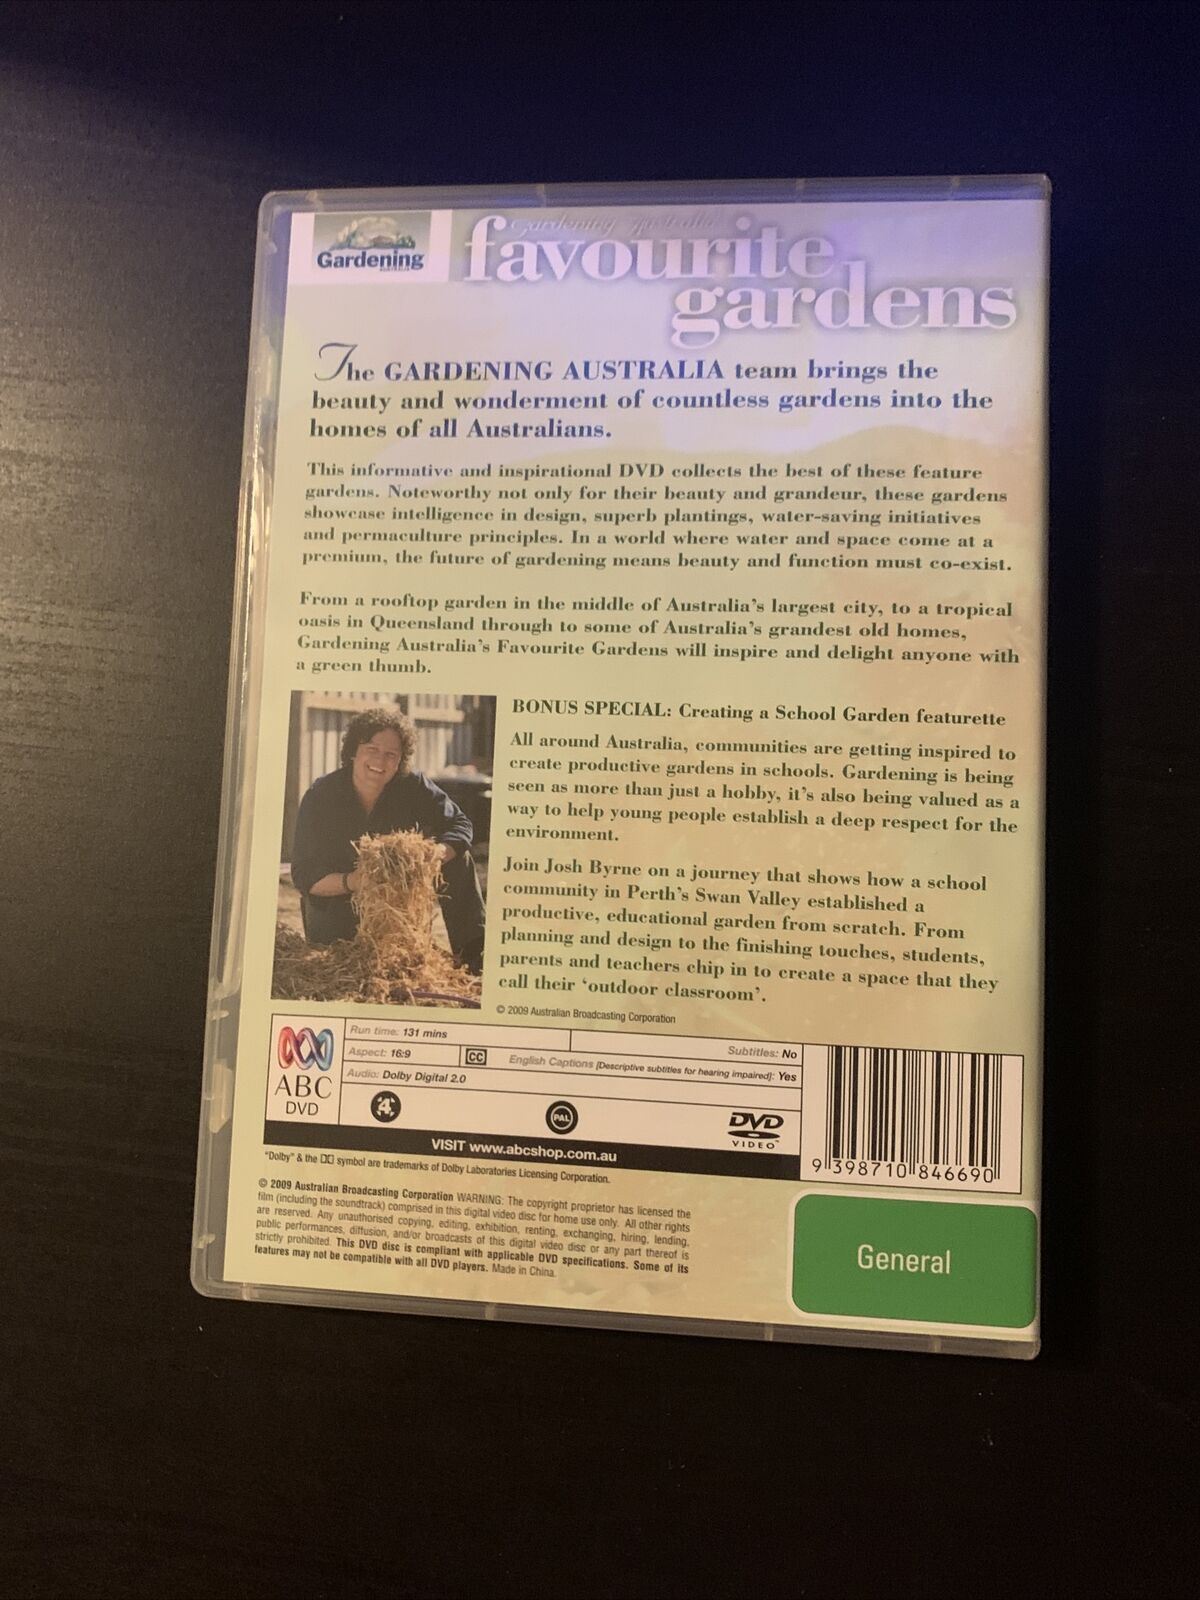 Gardening
AUSTRALIA
Gardening Australia
favourite
gardens
The GARDENING AUSTRALIA team brings the
beauty and wonderment of countless gardens into the
homes of all Australians.
This informative and inspirational DVD collects the best of these feature
gardens. Noteworthy not only for their beauty and grandeur, these gardens
showcase intelligence in design, superb plantings, water-saving initiatives
and permaculture principles. In a world where water and space come at a
premium, the future of gardening means beauty and function must co-exist.
From a rooftop garden in the middle of Australia's largest city, to a tropical
oasis in Queensland through to some of Australia's grandest old homes,
Gardening Australia's Favourite Gardens will inspire and delight anyone with
a green thumb.
BONUS SPECIAL: Creating a School Garden featurette
All around Australia, communities are getting inspired to
create productive gardens in schools. Gardening is being
seen as more than just a hobby, it's also being valued as a
way to help young people establish a deep respect for the
environment.
Join Josh Byrne on a journey that shows how a school
community in Perth's Swan Valley established a
productive, educational garden from scratch. From
planning and design to the finishing touches, students,
parents and teachers chip in to create a space that they
call their 'outdoor classroom'.
© 2009 Australian Broadcasting Corporation
ABC
DVD
Run time: 131 mins
Subtitles: No
Aspect: 16:9
CC English Captions [Descriptive subtitles for hearing impaired]: Yes
Audio: Dolby Digital 2.0
4
PAL
DVD
VIDEO™
VISIT www.abcshop.com.au
9 398710 846690
"Dolby" & the DD symbol are trademarks of Dolby Laboratories Licensing Corporation.
© 2009 Australian Broadcasting Corporation WARNING: The copyright proprietor has licensed the
film (including the soundtrack) comprised in this digital video disc for home use only. All other rights
are reserved. Any unauthorised copying, editing, exhibition, renting, exchanging, hiring, lending,
public performances, diffusion, and/or broadcasts of this digital video disc or any part thereof is
strictly prohibited. This DVD disc is compliant with applicable DVD specifications. Some of its
features may not be compatible with all DVD players. Made in China.
General